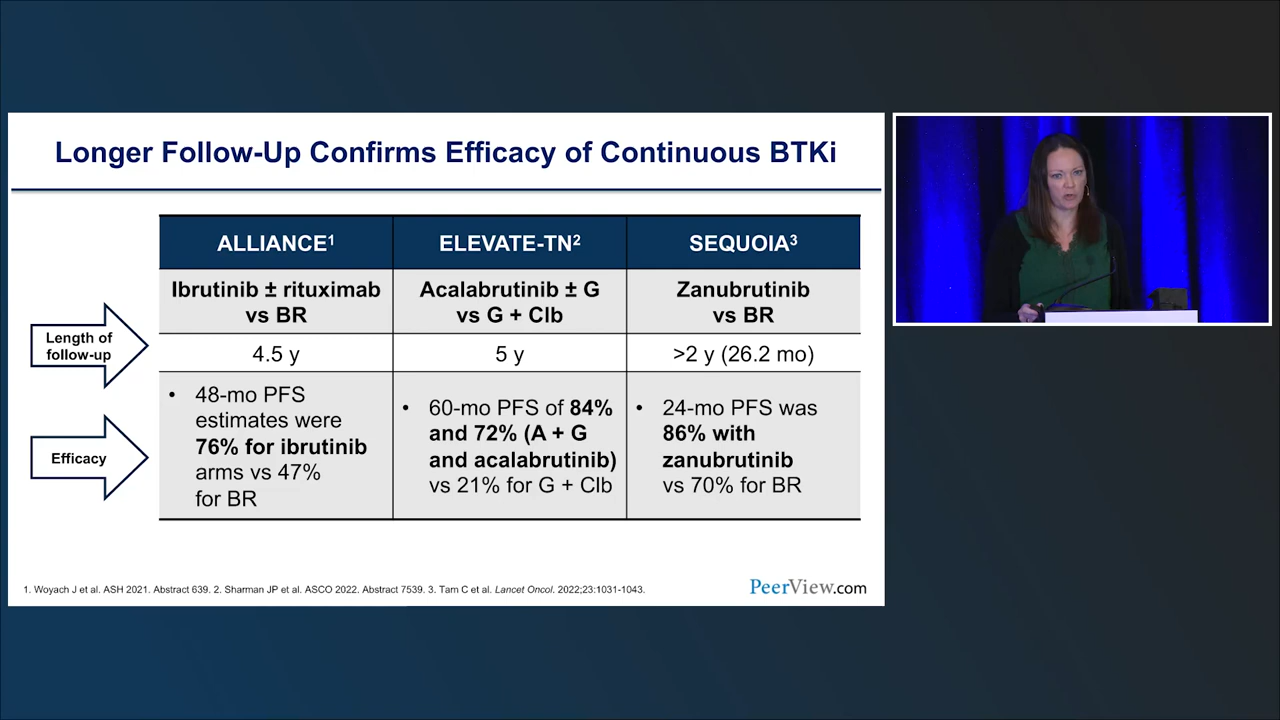 Longer Follow-Up Confirms Efficacy of Continuous BTKi
ALLIANCE¹
ELEVATE-TN²
SEQUOIA³
Ibrutinib ± rituximab
vs BR
Acalabrutinib ± G
vs G + Clb
Zanubrutinib
vs BR
Length of
follow-up
4.5 y
5 y
>2 y (26.2 mo)
Efficacy
• 48-mo PFS
estimates were
76% for ibrutinib
arms vs 47%
for BR
• 60-mo PFS of 84%
and 72% (A + G
and acalabrutinib)
vs 21% for G + Clb
• 24-mo PFS was
86% with
zanubrutinib
vs 70% for BR
1. Woyach J et al. ASH 2021. Abstract 639. 2. Sharman JP et al. ASCO 2022. Abstract 7539. 3. Tam C et al. Lancet Oncol. 2022;23:1031-1043.
PeerView.com